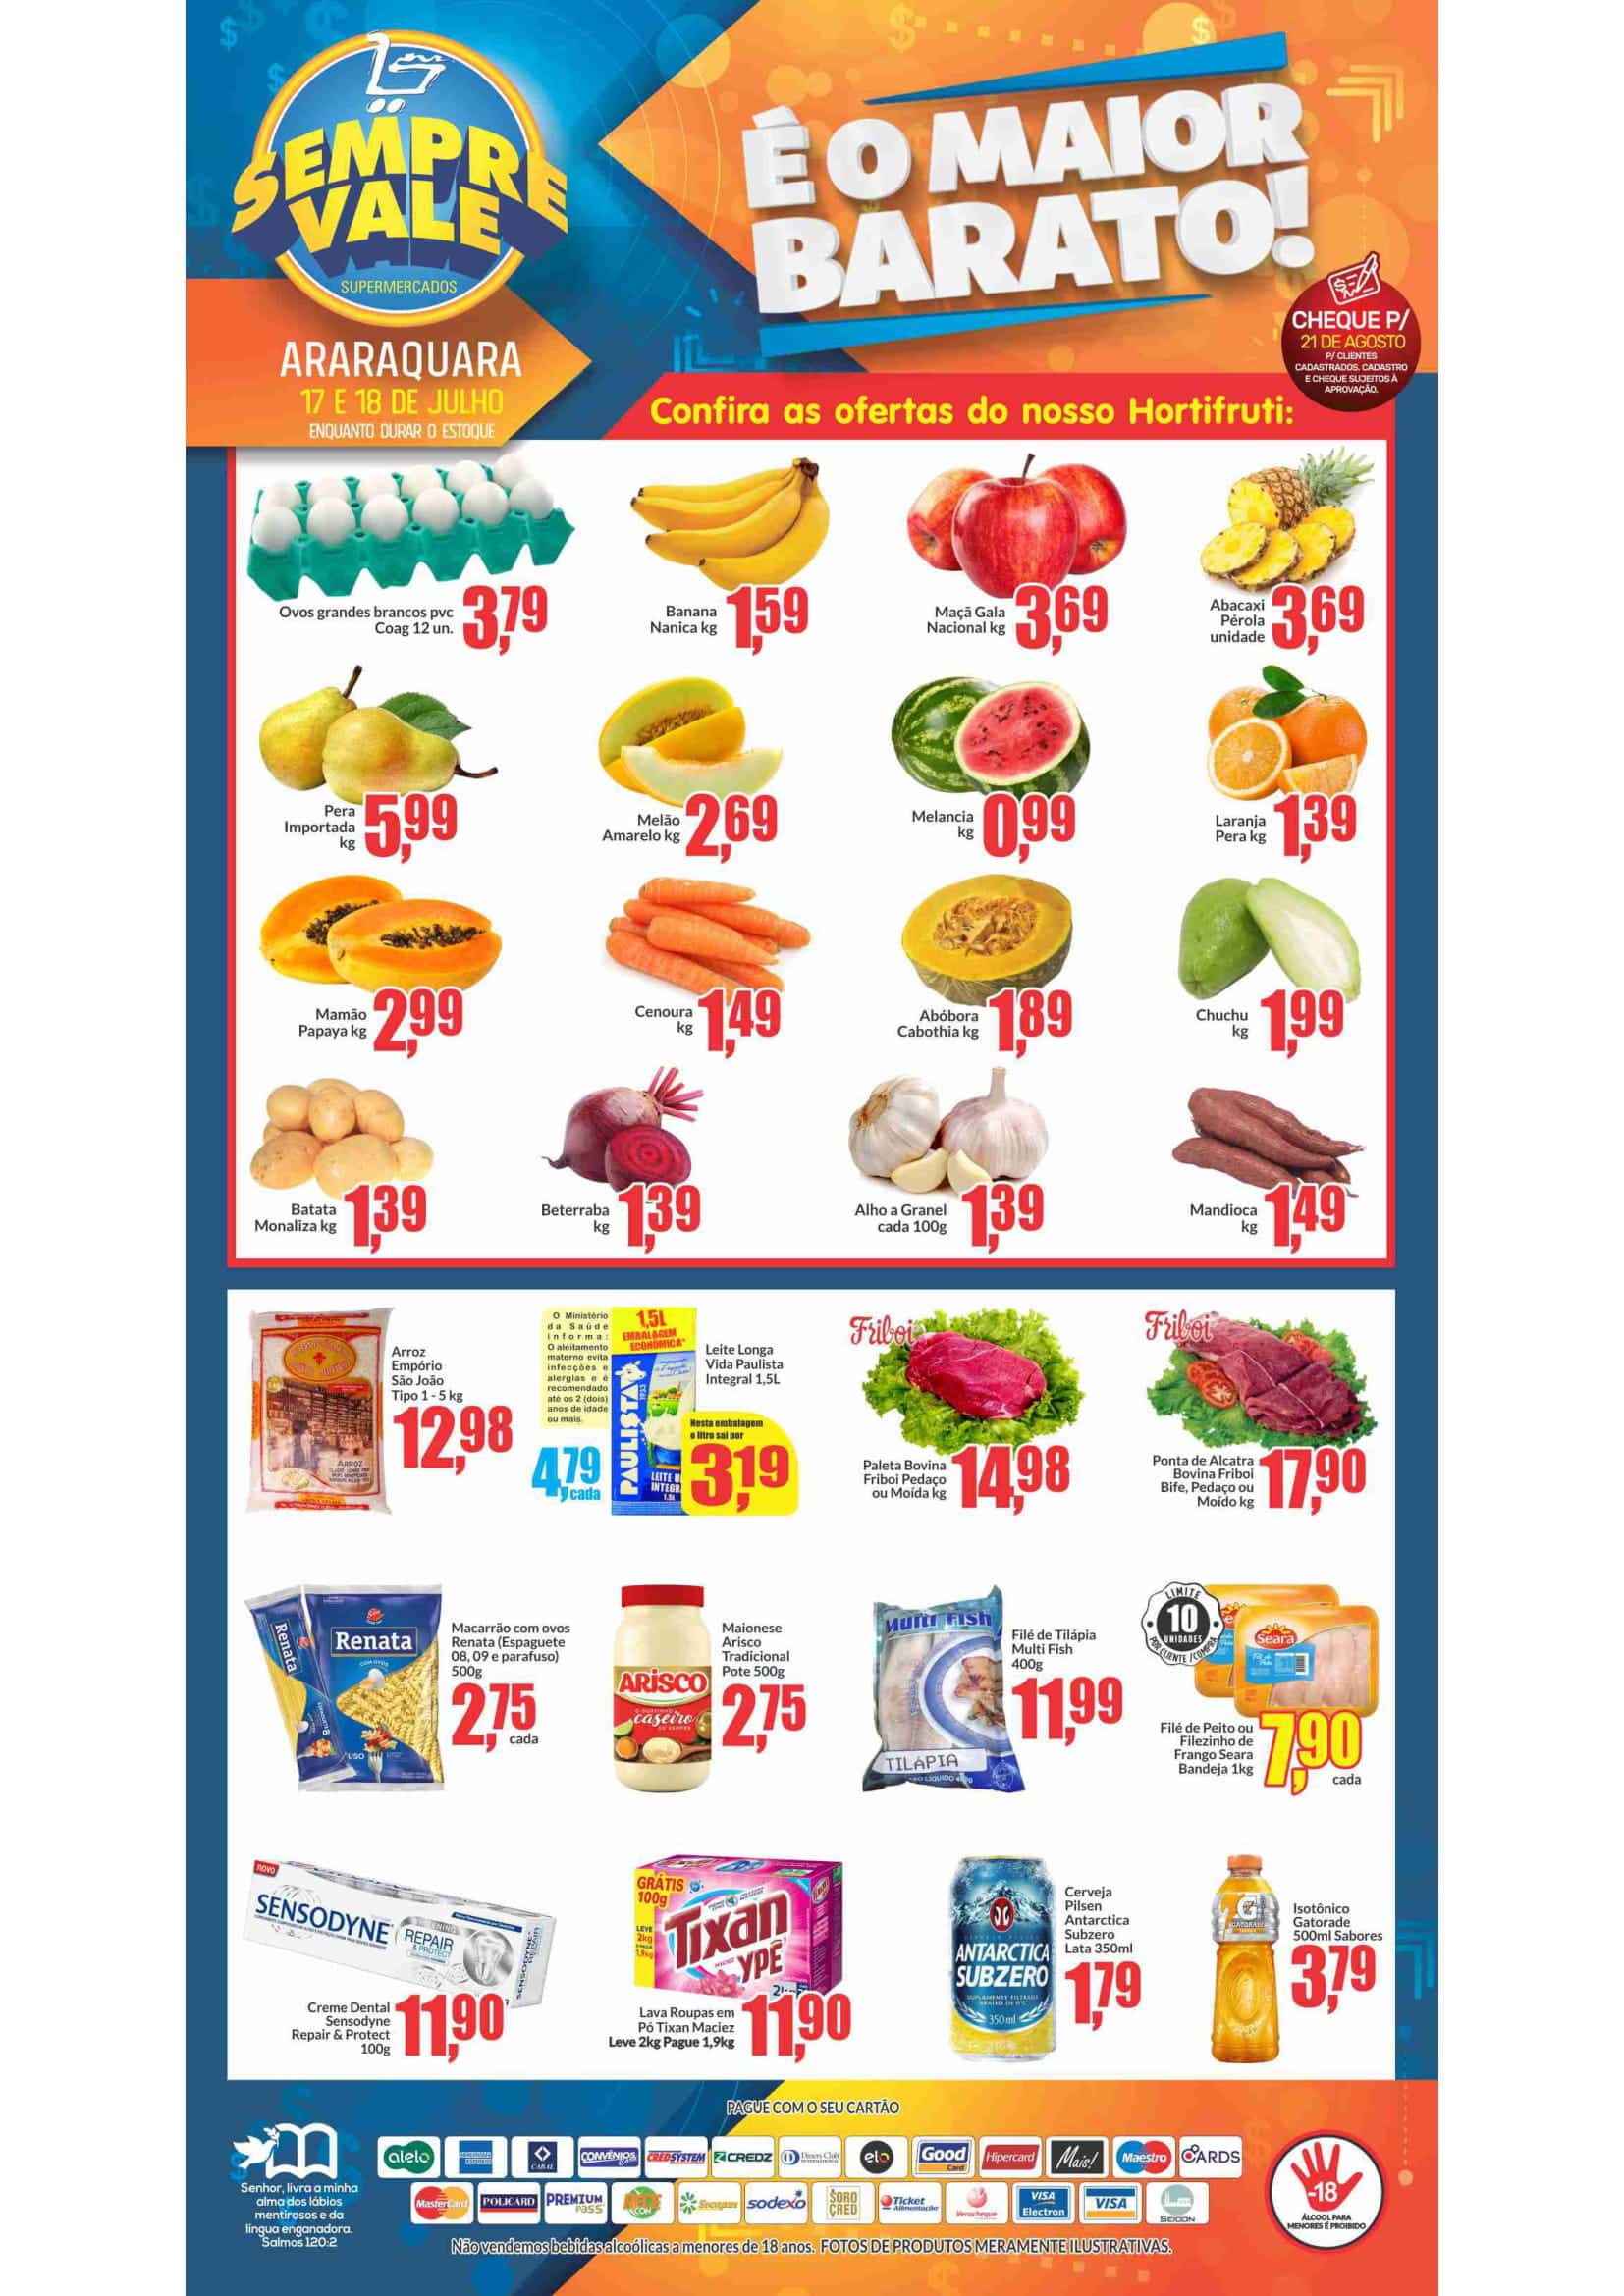 SEMPRE
VALE
SUPERMERCADOS
É O MAIOR
BARATO!
ARARAQUARA
17 E 18 DE JULHO
ENQUANTO DURAR O ESTOQUE
CHEQUE P/
21 DE AGOSTO
P/ CLIENTES
CADASTRADOS. CADASTRO
E CHEQUE SUJEITOS À
APROVAÇÃO.
Confira as ofertas do nosso Hortifruti:
Ovos grandes brancos pvc
Coag 12 un.
3,79
Banana
Nanica kg
1,59
Maçã Gala
Nacional kg
3,69
Abacaxi
Pérola
unidade
3,69
Pera
Importada
kg
5,99
Melão
Amarelo kg
2,69
Melancia
kg
0,99
Laranja
Pera kg
1,39
Mamão
Papaya kg
2,99
Cenoura
kg
1,49
Abóbora
Cabothia kg
1,89
Chuchu
kg
1,99
Batata
Monaliza kg
1,39
Beterraba
kg
1,39
Alho a Granel
cada 100g
1,39
Mandioca
kg
1,49
ARROZ
Arroz
Empório
São João
Tipo 1 - 5 kg
12,98
O Ministério
da Saúde
informa:
O aleitamento
materno evita
infecções e
alergias e é
recomendado
até os 2 (dois)
anos de idade
ou mais.
4,79
cada
1,5L
EMBALAGEM
ECONÔMICA
PAULISTA
1933
LEITE
INTEGR
Leite Longa
Vida Paulista
Integral 1,5L
Nesta embalagem
o litro sai por
3,19
Friboi
Paleta Bovina
Friboi Pedaço
ou Moída kg
14,98
Friboi
Ponta de Alcatra
Bovina Friboi
Bife, Pedaço ou
Moído kg
17,90
Renata
Renata
COM OVOS
Macarrão com ovos
Renata (Espaguete
08, 09 e parafuso)
500g
2,75
cada
ARISCO
caseiro
Maionese
Arisco
Tradicional
Pote 500g
2,75
Multi Fish
TILÁPIA
Filé de Tilápia
Multi Fish
400g
11,99
LIMITE
10
UNIDADES
POR CLIENTE / COMPRA
Seara
Filé de Peito ou
Filezinho de
Frango Seara
Bandeja 1kg
7,90
cada
NOVO
SENSODYNE
REPAIR
& PROTECT
Creme Dental
Sensodyne
Repair & Protect
100g
11,90
GRÁTIS
100g
LEVE
2kg
1,9kg
Tixan
YPÊ
MACIEZ
Lava Roupas em
Pó Tixan Maciez
Leve 2kg Pague 1,9kg
11,90
ANTARCTICA
SUBZERO
350 ml
Cerveja
Pilsen
Antarctica
Subzero
Lata 350ml
1,79
GATORADE
Isotônico
Gatorade
500ml Sabores
3,79
PAGUE COM O SEU CARTÃO
alelo
CABAL
CONVÊNIOS
CREDSYSTEM
CREDZ
Diners Club
elo
Good
Card
Hipercard
Mais!
Maestro
CARDS
MasterCard
POLICARD
PREMIUM
PASS
sodexo
SORO
CRED
Ticket
Alimentação
Verocheque
VISA
Electron
VISA
SEICON
Senhor, livra a minha
alma dos lábios
mentirosos e da
língua enganadora.
Salmos 120:2
-18
ÁLCOOL PARA
MENORES É PROIBIDO
Não vendemos bebidas alcoólicas a menores de 18 anos. FOTOS DE PRODUTOS MERAMENTE ILUSTRATIVAS.